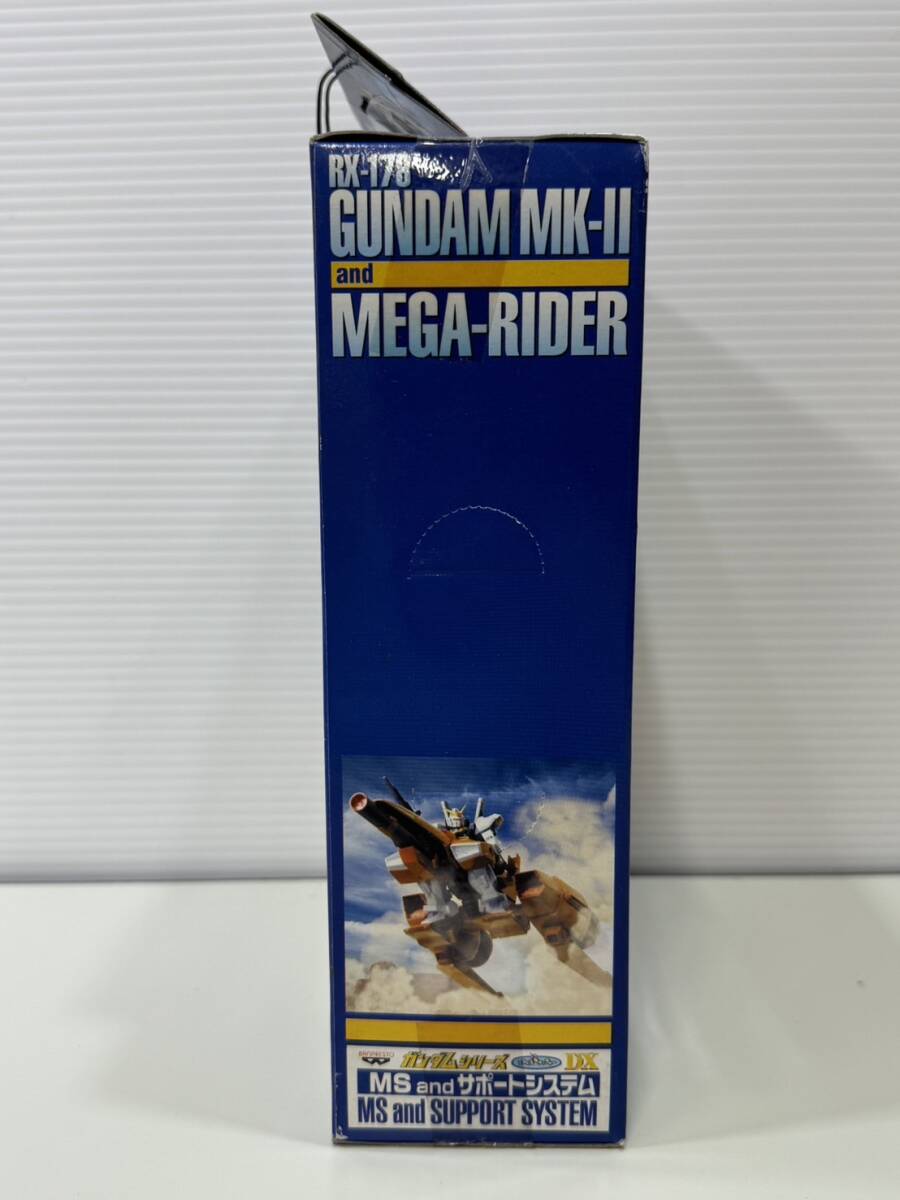 RX-178
GUNDAM MK-II
and
MEGA-RIDER
BANPRESTO
ガンダムシリーズ DX
MS and サポートシステム
MS and SUPPORT SYSTEM